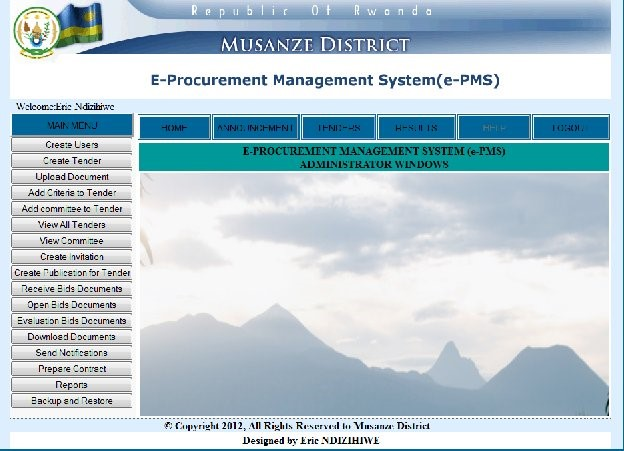 Republic Of Rwanda
MUSANZE DISTRICT
E-Procurement Management System(e-PMS)
Welcome:Eric Ndizihiwe
MAIN MENU
HOME
ANNOUNCEMENT
TENDERS
RESULTS
HELP
LOGOUT
E-PROCUREMENT MANAGEMENT SYSTEM (e-PMS)
ADMINISTRATOR WINDOWS
Create Users
Create Tender
Upload Document
Add Criteria to Tender
Add committee to Tender
View All Tenders
View Committee
Create Invitation
Create Publication for Tender
Receive Bids Documents
Open Bids Documents
Evaluation Bids Documents
Download Documents
Send Notifications
Prepare Contract
Reports
Backup and Restore
© Copyright 2012, All Rights Reserved to Musanze District
Designed by Eric NDIZIHIWE